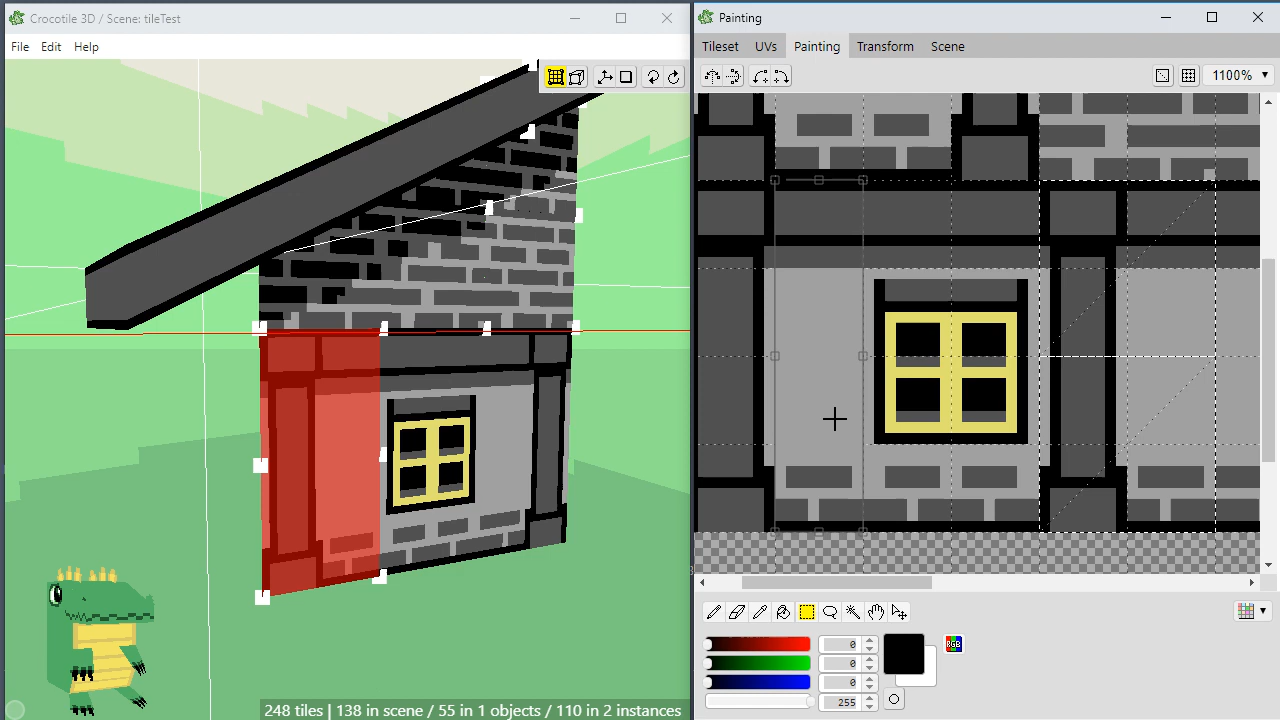 Crocotile 3D / Scene: tileTest
File Edit Help
248 tiles | 138 in scene / 55 in 1 objects / 110 in 2 instances
Painting
Tileset UVs Painting Transform Scene
1100%
0
0
0
255
RGB